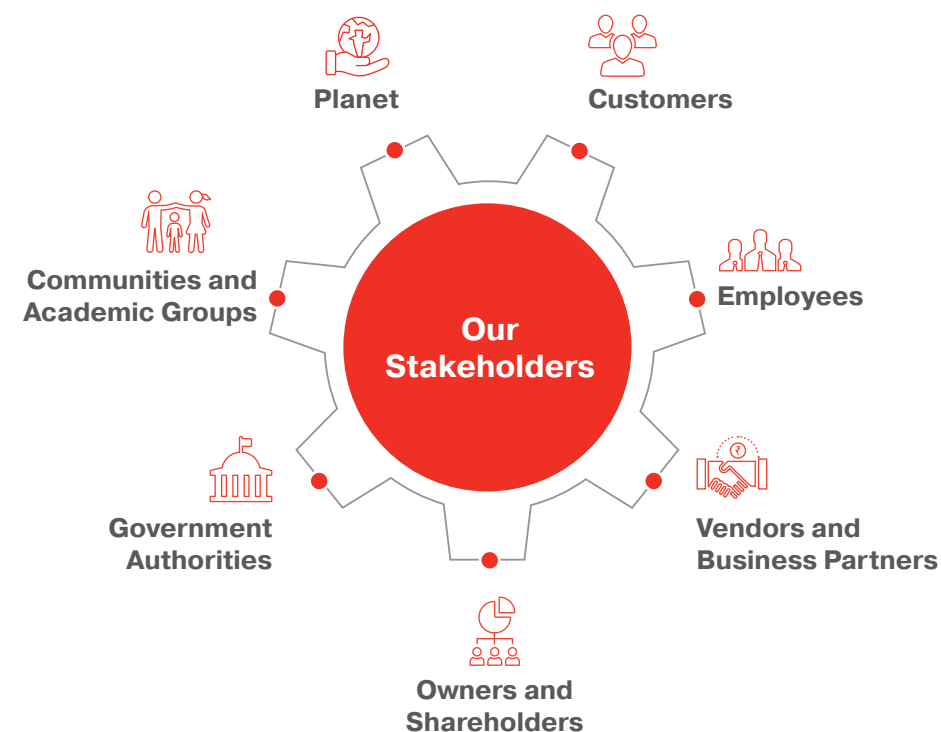 Planet
Customers
Communities and
Academic Groups
Employees
Our
Stakeholders
Government
Authorities
₹
Vendors and
Business Partners
Owners and
Shareholders